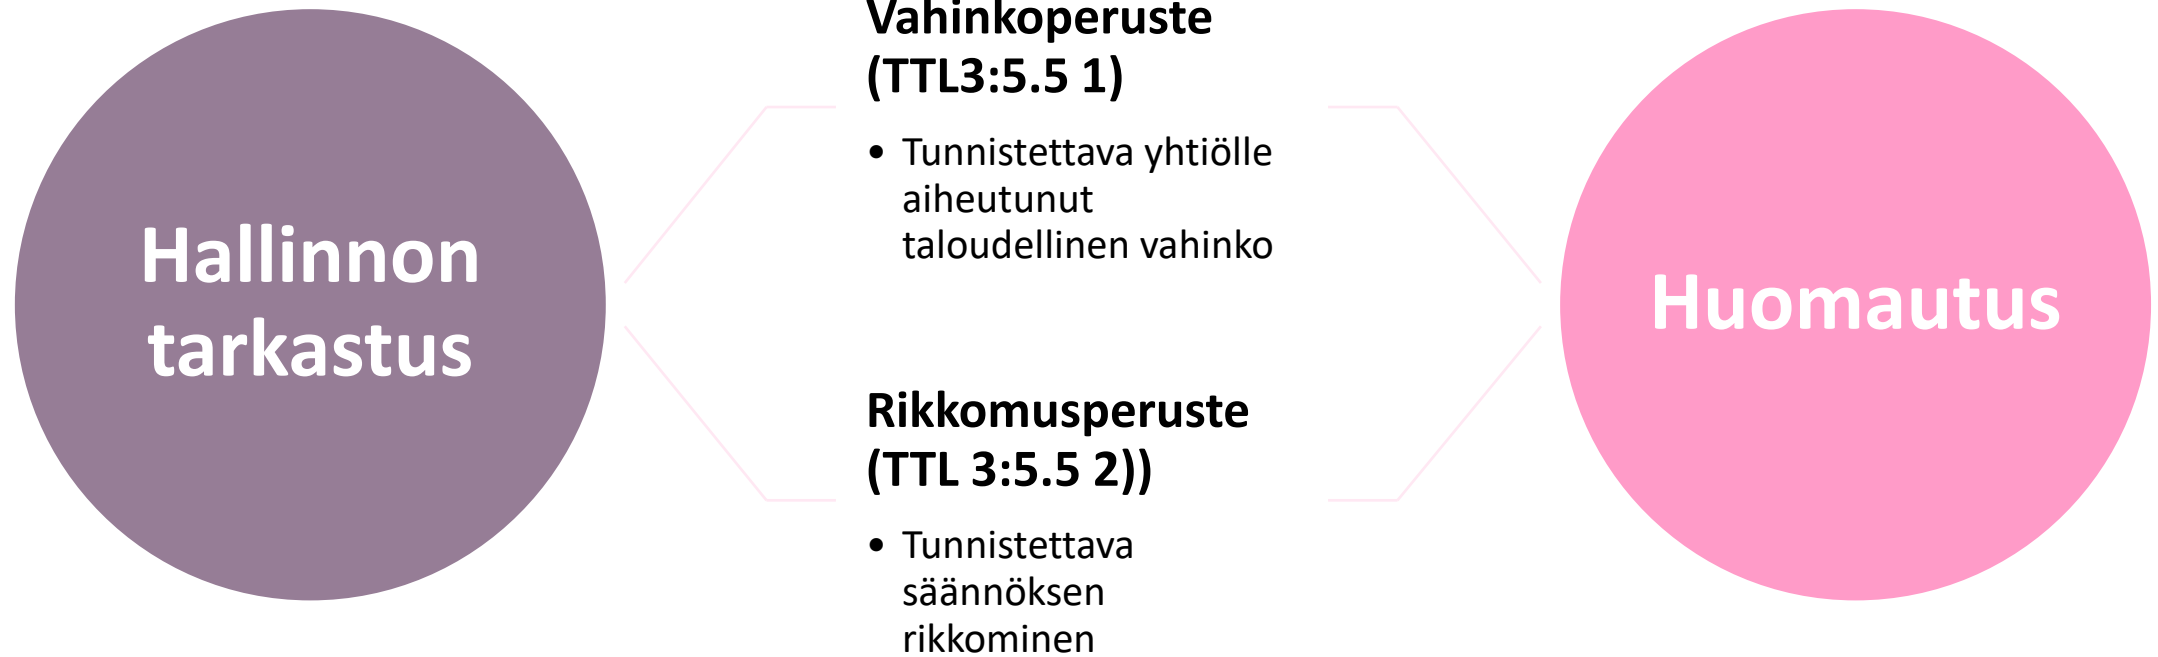 Hallinnon
tarkastus
Vahinkoperuste
(TTL3:5.5 1)
• Tunnistettava yhtiölle
aiheutunut
taloudellinen vahinko
Rikkomusperuste
(TTL 3:5.5 2))
• Tunnistettava
säännöksen
rikkominen
Huomautus